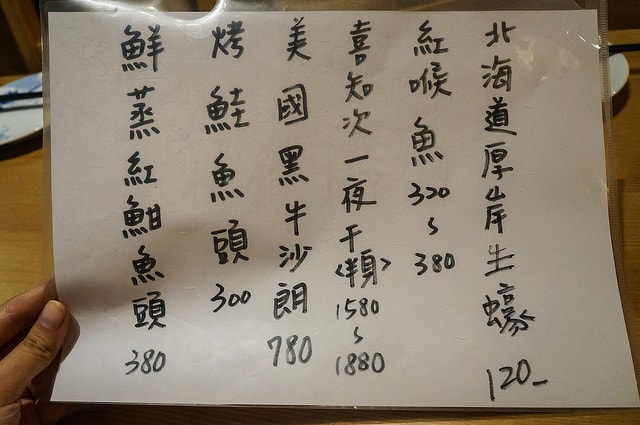 北海道厚岸生蠔 120-
紅喉魚 320~380
喜知次一夜干<半身> 1580~1880
美國黑牛沙朗 780
烤鮭魚頭 300
鮮蒸紅魽魚頭 380